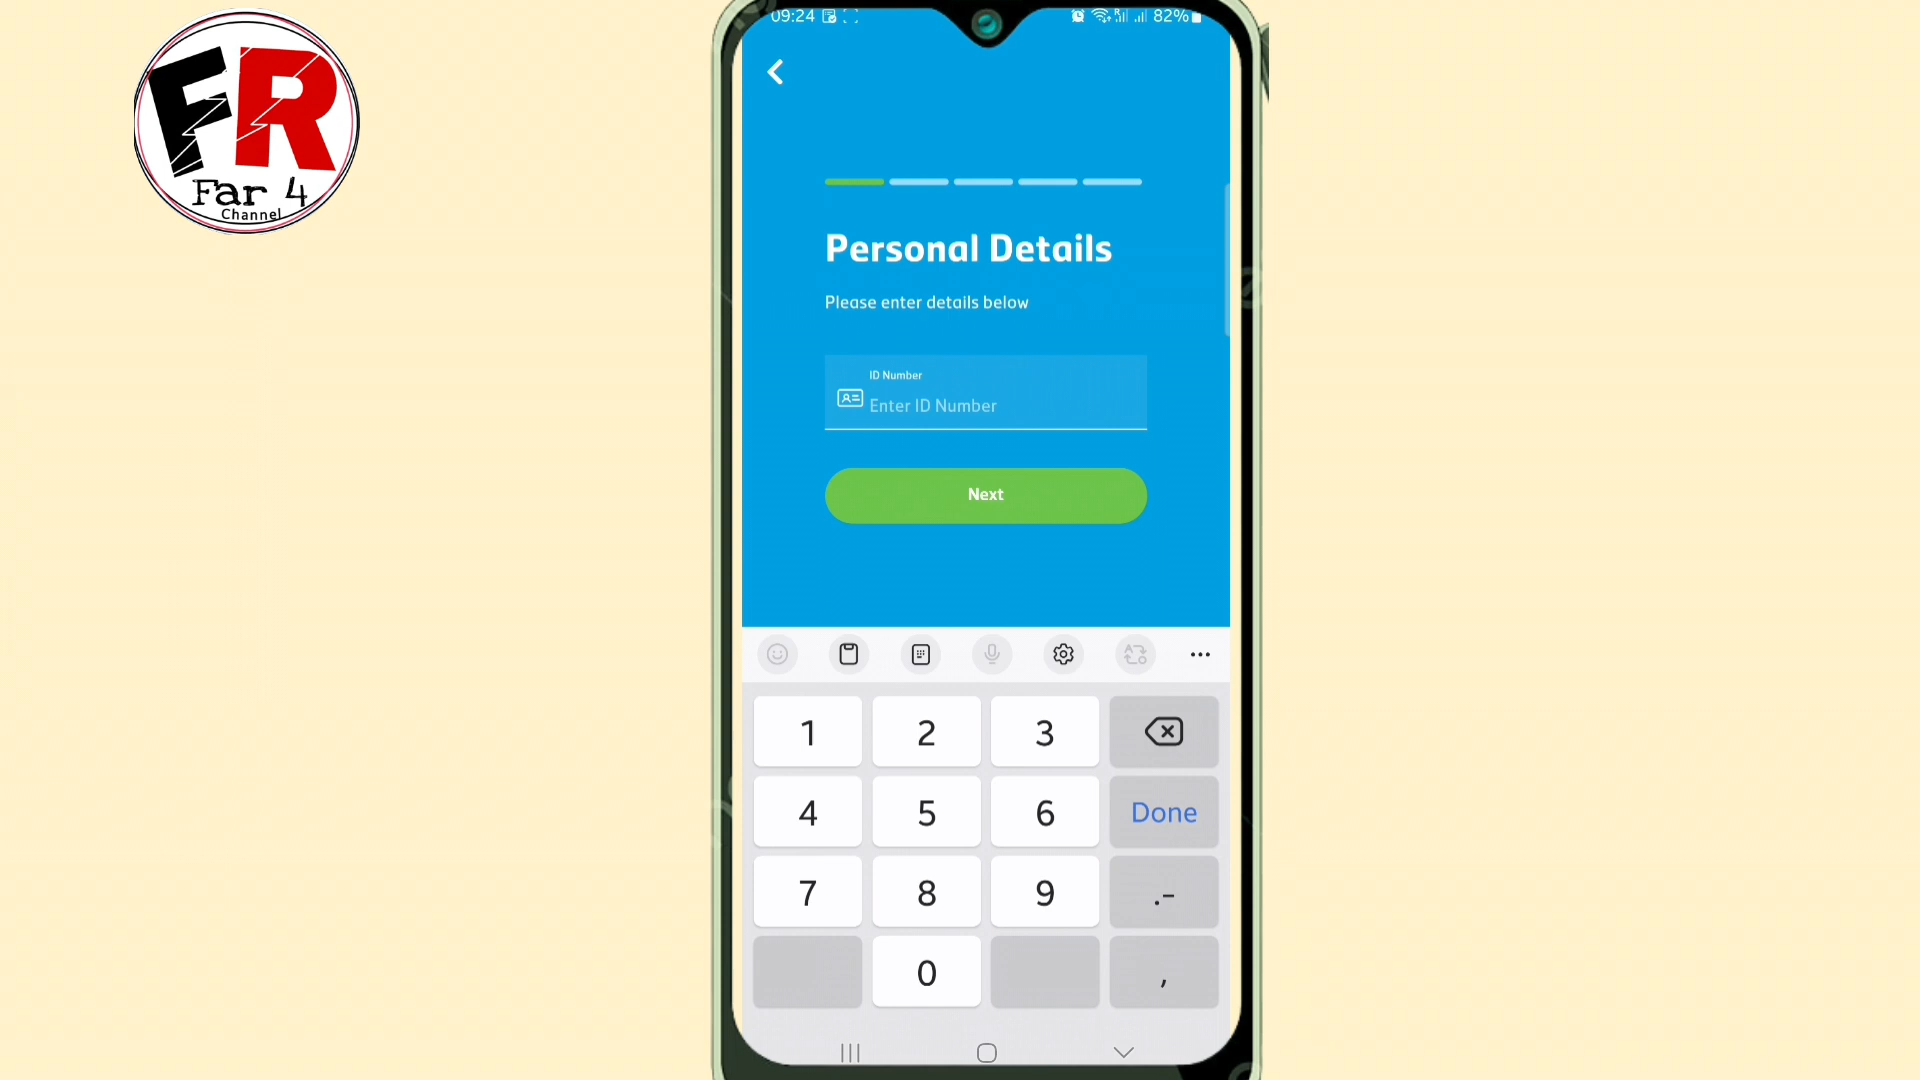 FR
Far 4
Channel
09:24
82%
Personal Details
Please enter details below
ID Number
Enter ID Number
Next
1 2 3
4 5 6 Done
7 8 9 .-
0 ,